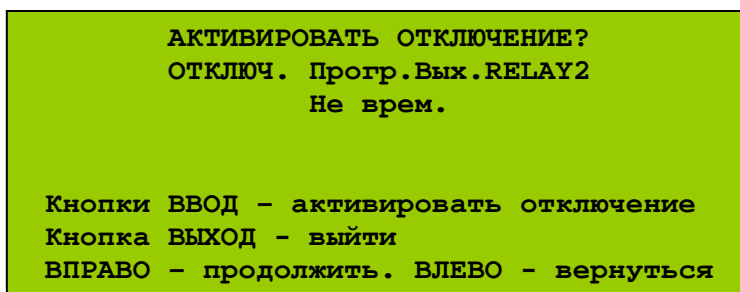 АКТИВИРОВАТЬ ОТКЛЮЧЕНИЕ?
ОТКЛЮЧ. Прогр.Вых.RELAY2
Не врем.
Кнопки ВВОД – активировать отключение
Кнопка ВЫХОД - выйти
ВПРАВО – продолжить. ВЛЕВО - вернуться